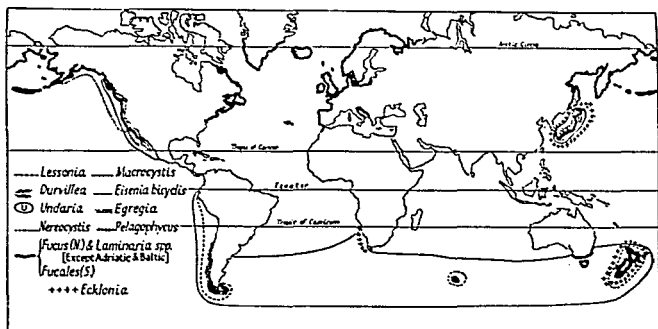 Arctic Circle
Tropic of Cancer
Equator
Tropic of Capricorn
Lessonia Macrocystis
Durvillea Eisenia bicyclis
U Undaria Egregia
Nereocystis Pelagophycus
Fucus (N) & Laminaria spp.
[Except Adriatic & Baltic]
Fucales (S)
++++ Ecklonia